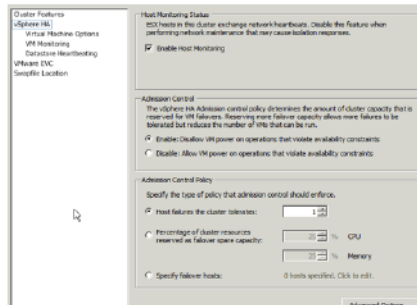 Cluster Features
vSphere HA
Virtual Machine Options
VM Monitoring
Datastore Heartbeating
VMware EVC
Swapfile Location
Host Monitoring Status
ESX hosts in this cluster exchange network heartbeats. Disable this feature when
performing network maintenance that may cause isolation responses.
Enable Host Monitoring
Admission Control
The vSphere HA Admission control policy determines the amount of cluster capacity that is
reserved for VM failovers. Reserving more failover capacity allows more failures to be
tolerated but reduces the number of VMs that can be run.
Enable: Disallow VM power on operations that violate availability constraints
Disable: Allow VM power on operations that violate availability constraints
Admission Control Policy
Specify the type of policy that admission control should enforce.
Host failures the cluster tolerates: 1
Percentage of cluster resources
reserved as failover spare capacity:
25 % CPU
25 % Memory
Specify failover hosts: 0 hosts specified. Click to edit.
Advanced Options